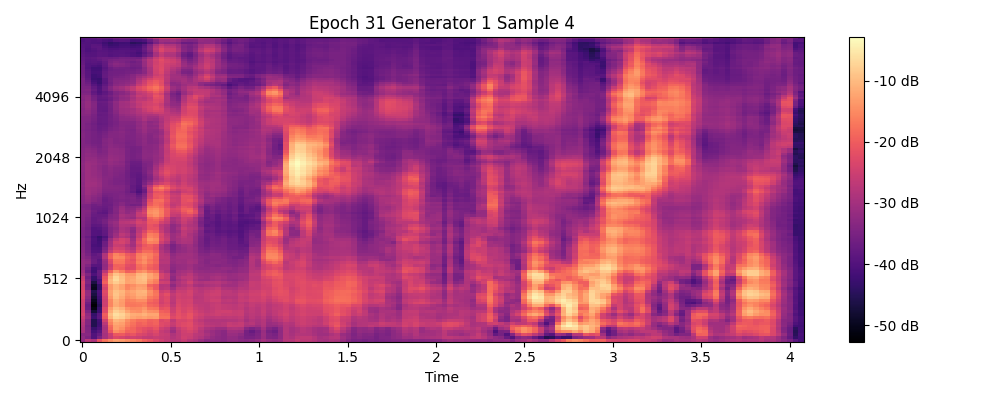 Epoch 31 Generator 1 Sample 4
Hz
4096
2048
1024
512
0
0 0.5 1 1.5 2 2.5 3 3.5 4
Time
-10 dB
-20 dB
-30 dB
-40 dB
-50 dB